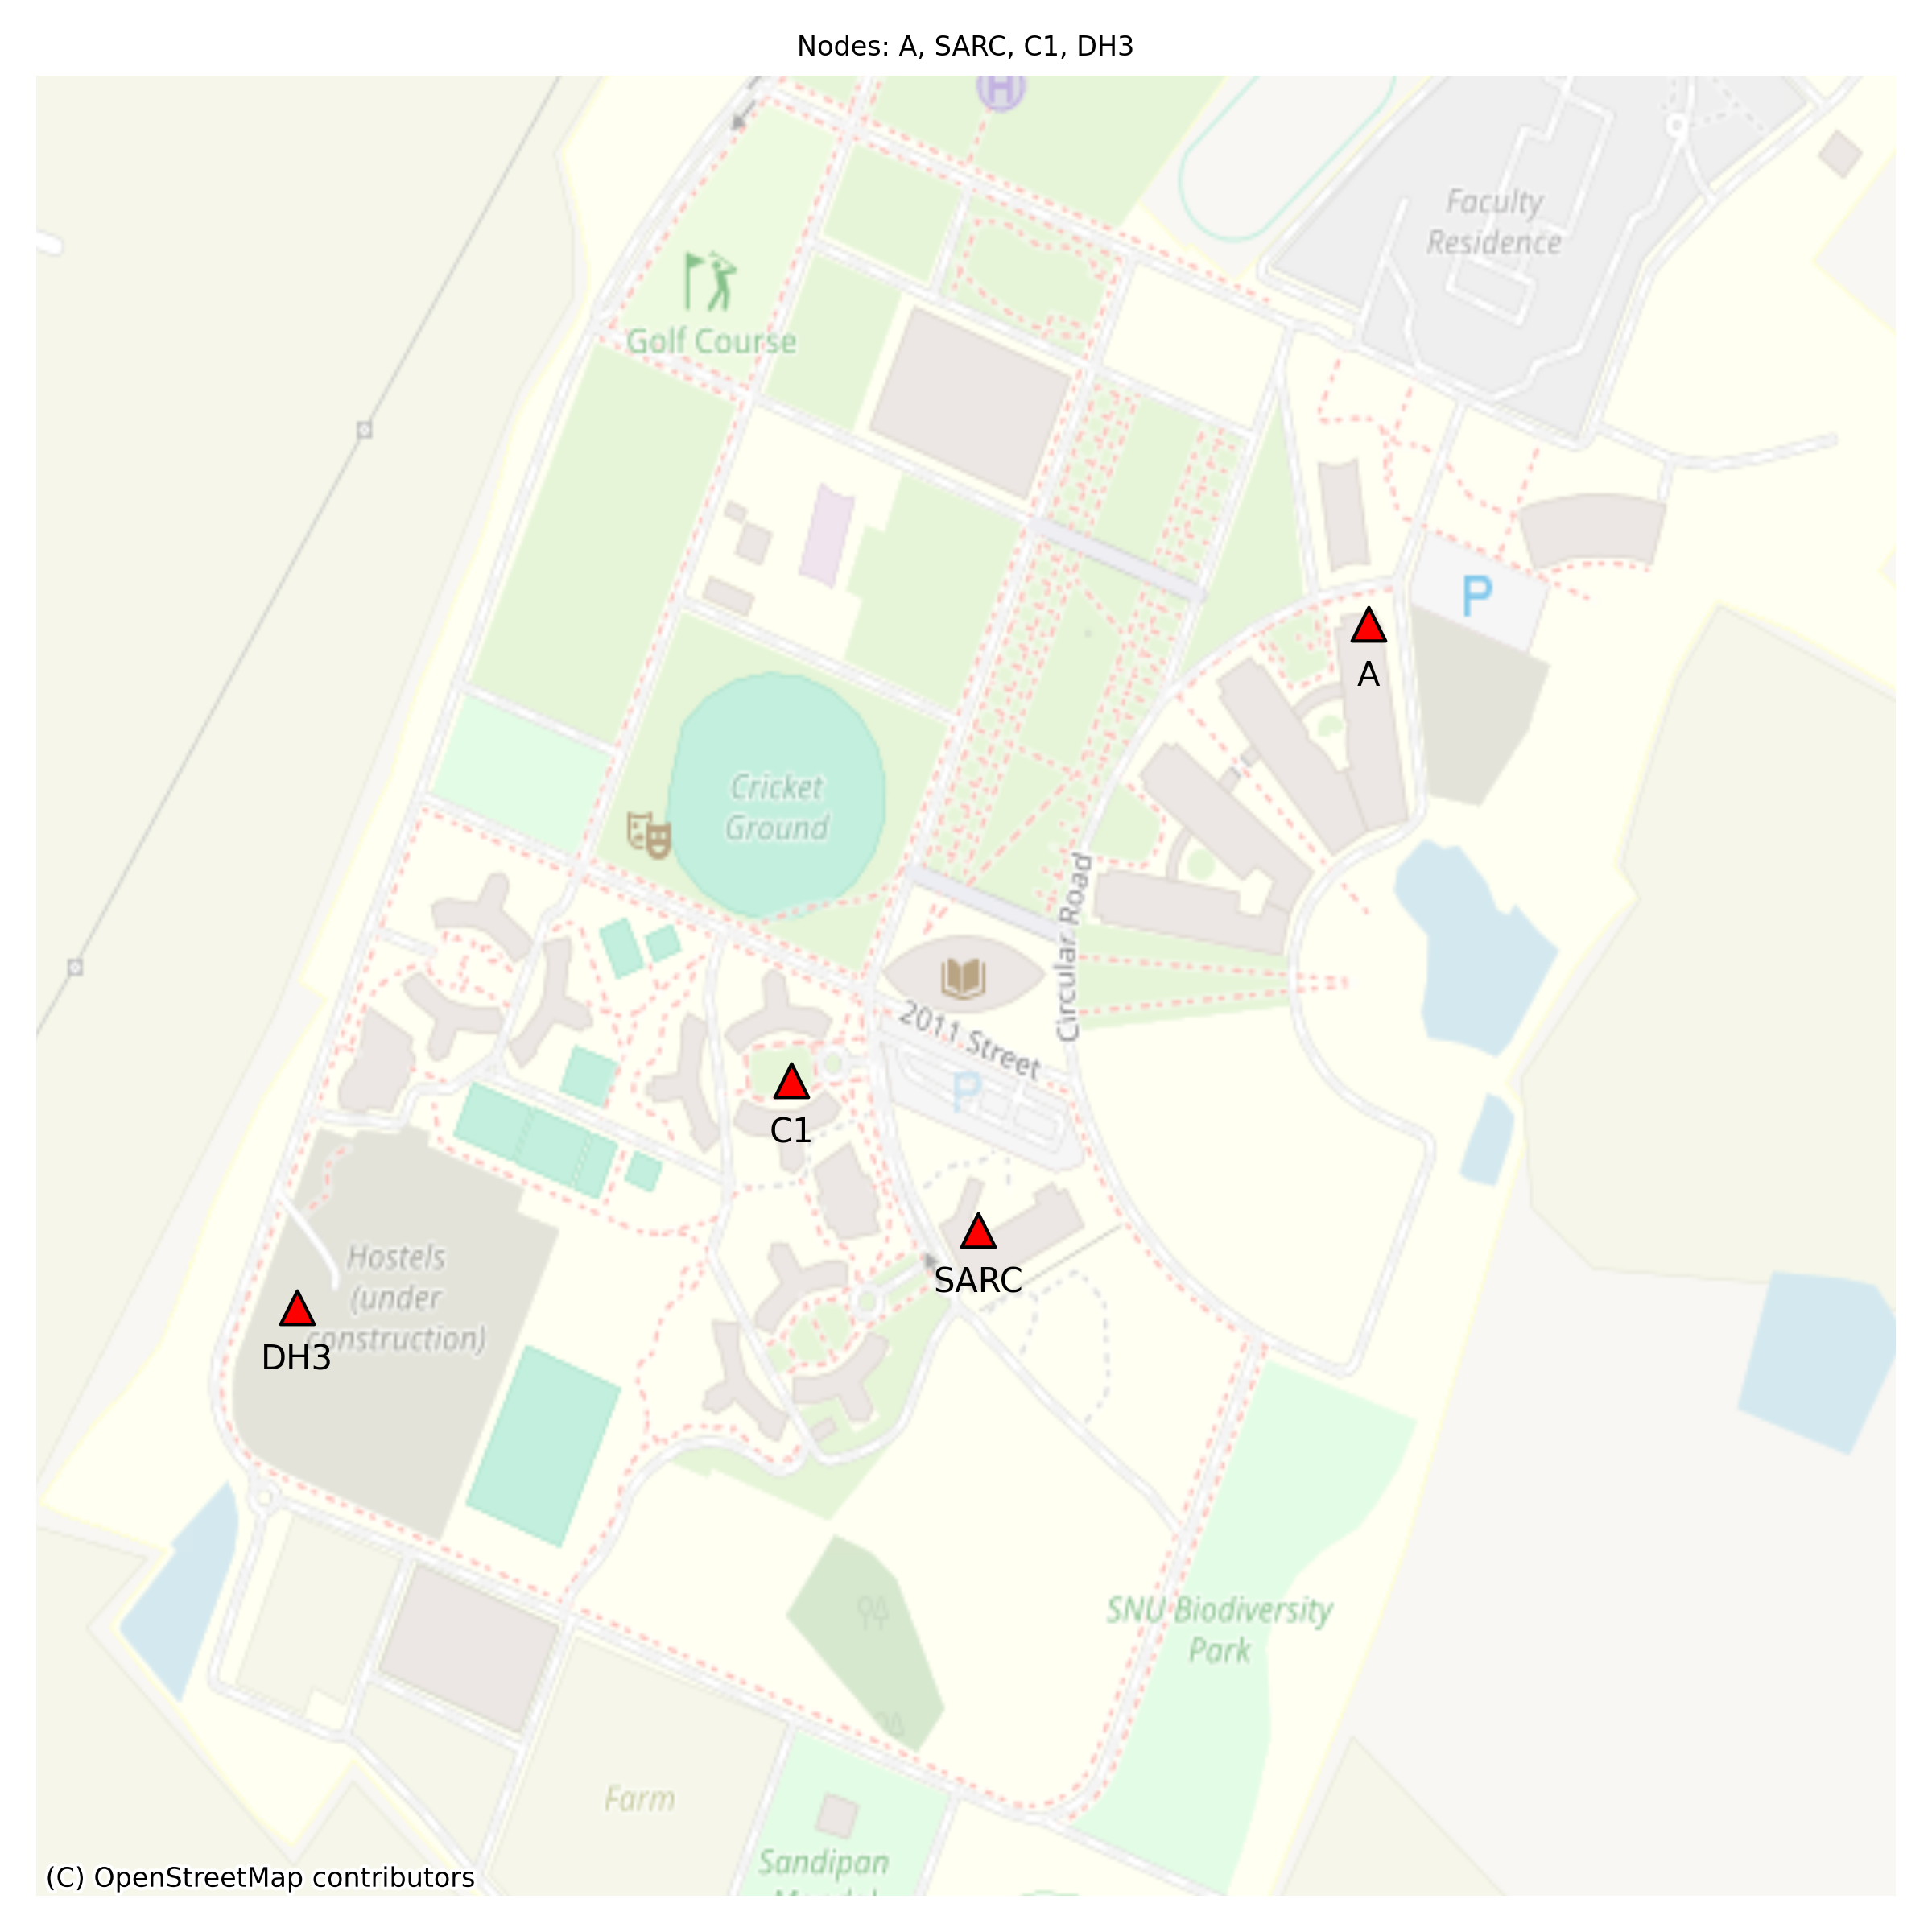 Nodes: A, SARC, C1, DH3
H
Faculty
Residence
Golf Course
P
A
Cricket
Ground
Circular Road
2011 Street
P
C1
SARC
Hostels
(under
construction)
DH3
SNU Biodiversity
Park
Farm
Sandipan
(C) OpenStreetMap contributors